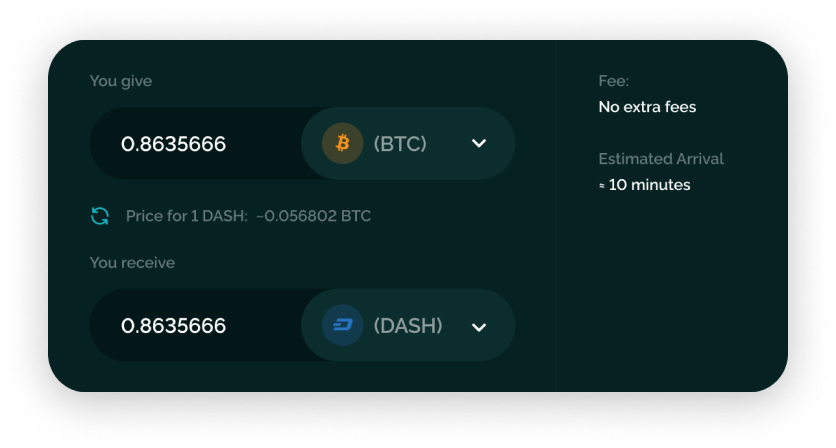 You give
0.8635666 (BTC)
Price for 1 DASH: ~0.056802 BTC
You receive
0.8635666 (DASH)
Fee:
No extra fees
Estimated Arrival
≈ 10 minutes